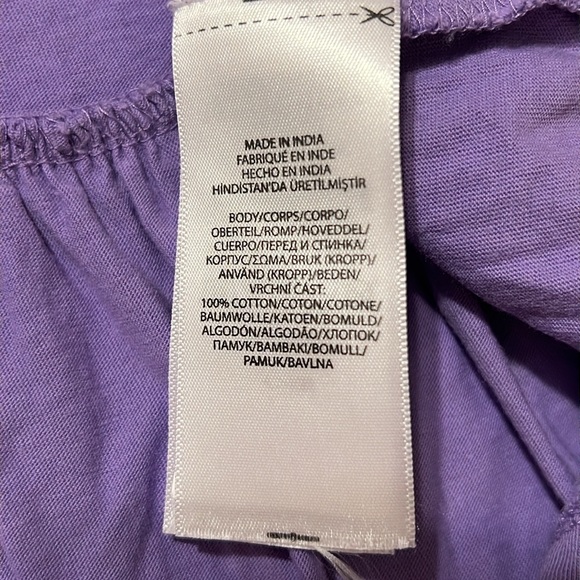 MADE IN INDIA
FABRIQUÉ EN INDE
HECHO EN INDIA
HİNDİSTAN'DA ÜRETİLMİŞTİR
BODY/CORPS/CORPO/
OBERTEIL/ROMP/HOVEDDEL/
CUERPO/ПЕРЕД И СПИНКА/
КОРПУС/ΣΩΜΑ/BRUK (KROPP)/
ANVÄND (KROPP)/BEDEN/
VRCHNÍ ČÁST:
100% COTTON/COTON/COTONE/
BAUMWOLLE/KATOEN/BOMULD/
ALGODÓN/ALGODÃO/ХЛОПОК/
ПАМУК/BAMBAKI/BOMULL/
PAMUK/BAVLNA